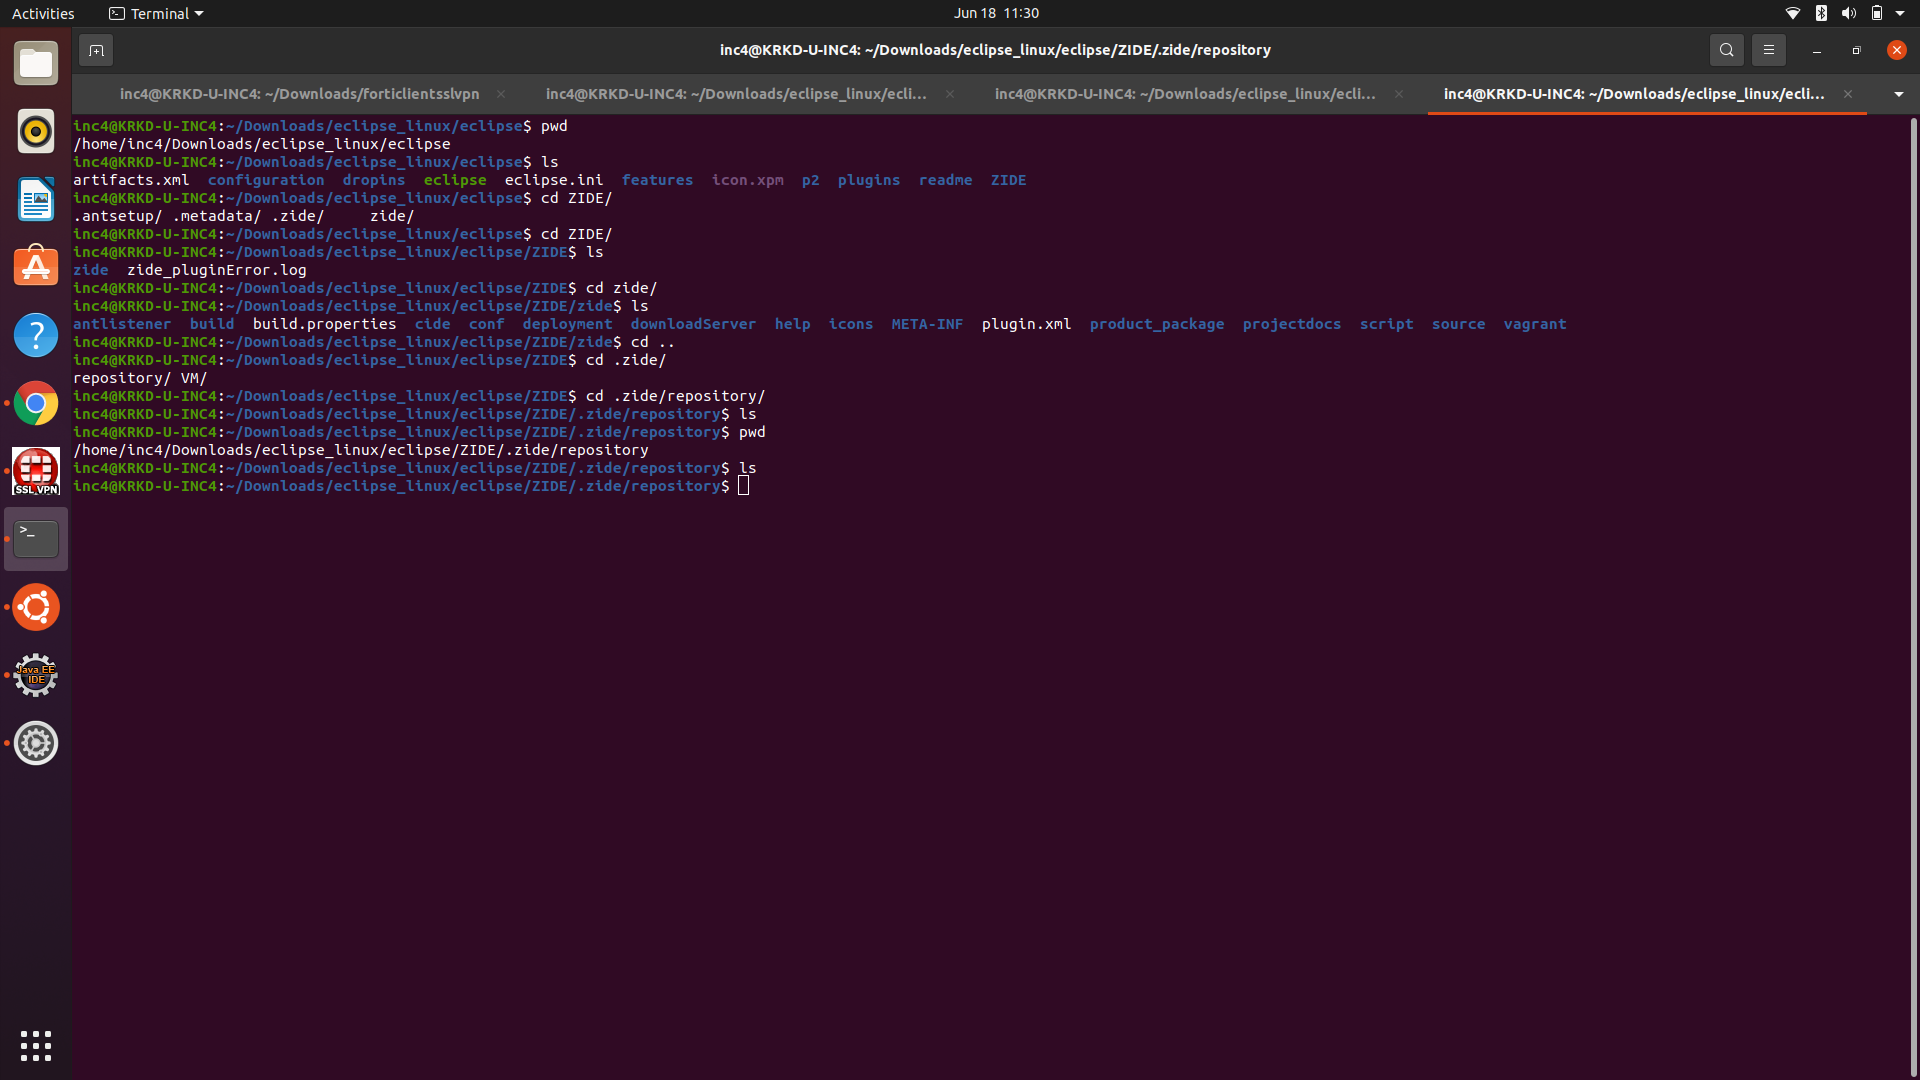 Activities Terminal Jun 18 11:30
inc4@KRKD-U-INC4: ~/Downloads/eclipse_linux/eclipse/ZIDE/.zide/repository
inc4@KRKD-U-INC4: ~/Downloads/forticlientsslvpn inc4@KRKD-U-INC4: ~/Downloads/eclipse_linux/ecli... inc4@KRKD-U-INC4: ~/Downloads/eclipse_linux/ecli... inc4@KRKD-U-INC4: ~/Downloads/eclipse_linux/ecli...
inc4@KRKD-U-INC4:~/Downloads/eclipse_linux/eclipse$ pwd
/home/inc4/Downloads/eclipse_linux/eclipse
inc4@KRKD-U-INC4:~/Downloads/eclipse_linux/eclipse$ ls
artifacts.xml configuration dropins eclipse eclipse.ini features icon.xpm p2 plugins readme ZIDE
inc4@KRKD-U-INC4:~/Downloads/eclipse_linux/eclipse$ cd ZIDE/
.antsetup/ .metadata/ .zide/ zide/
inc4@KRKD-U-INC4:~/Downloads/eclipse_linux/eclipse$ cd ZIDE/
inc4@KRKD-U-INC4:~/Downloads/eclipse_linux/eclipse/ZIDE$ ls
zide zide_pluginError.log
inc4@KRKD-U-INC4:~/Downloads/eclipse_linux/eclipse/ZIDE$ cd zide/
inc4@KRKD-U-INC4:~/Downloads/eclipse_linux/eclipse/ZIDE/zide$ ls
antlistener build build.properties cide conf deployment downloadServer help icons META-INF plugin.xml product_package projectdocs script source vagrant
inc4@KRKD-U-INC4:~/Downloads/eclipse_linux/eclipse/ZIDE/zide$ cd ..
inc4@KRKD-U-INC4:~/Downloads/eclipse_linux/eclipse/ZIDE$ cd .zide/
repository/ VM/
inc4@KRKD-U-INC4:~/Downloads/eclipse_linux/eclipse/ZIDE$ cd .zide/repository/
inc4@KRKD-U-INC4:~/Downloads/eclipse_linux/eclipse/ZIDE/.zide/repository$ ls
inc4@KRKD-U-INC4:~/Downloads/eclipse_linux/eclipse/ZIDE/.zide/repository$ pwd
/home/inc4/Downloads/eclipse_linux/eclipse/ZIDE/.zide/repository
inc4@KRKD-U-INC4:~/Downloads/eclipse_linux/eclipse/ZIDE/.zide/repository$ ls
inc4@KRKD-U-INC4:~/Downloads/eclipse_linux/eclipse/ZIDE/.zide/repository$
SSL VPN
Java EE
IDE